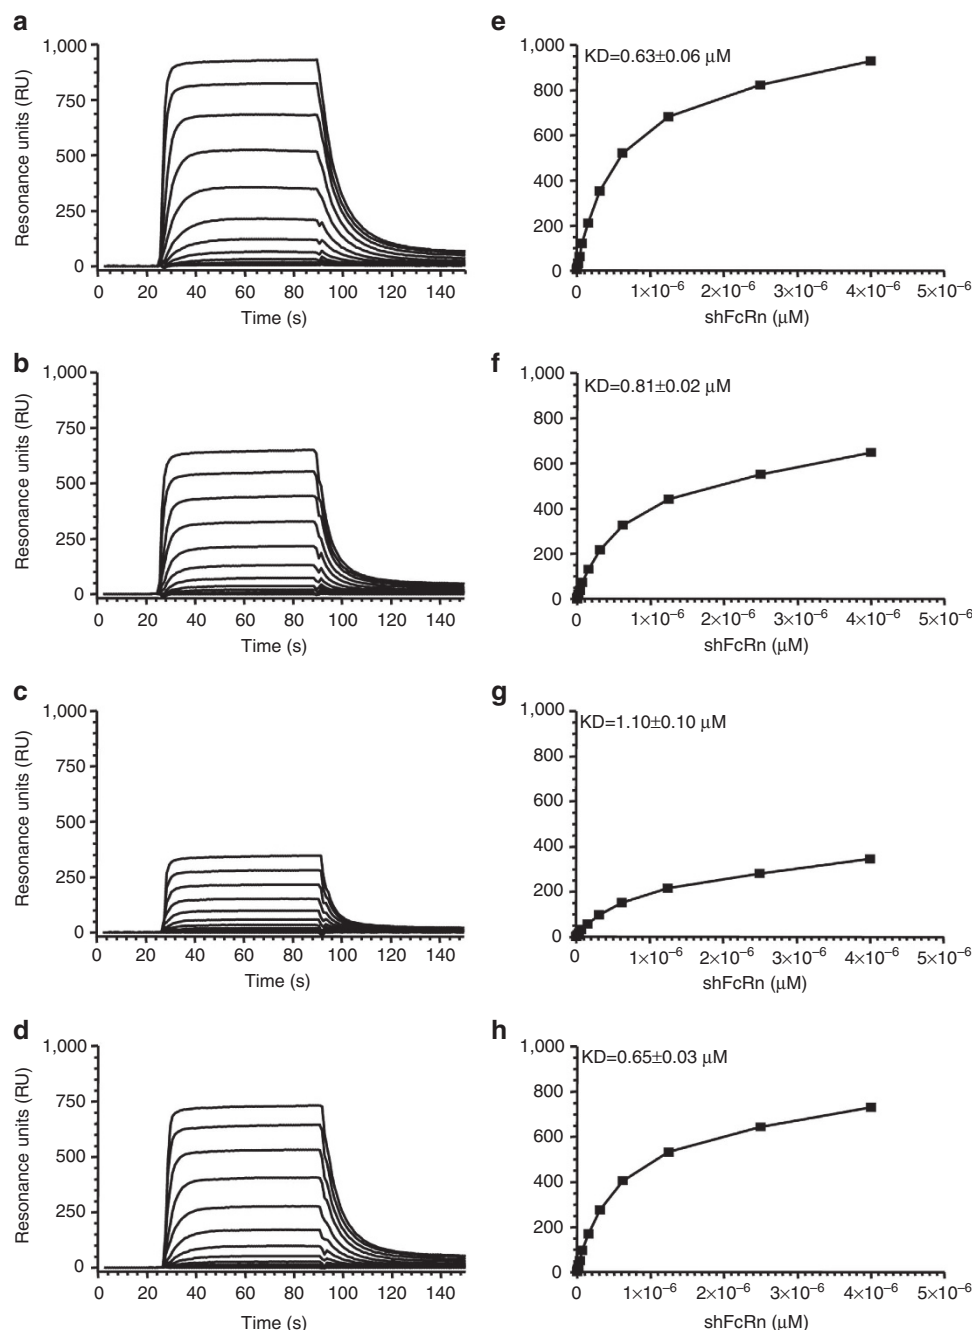 a
1,000
750
500
250
0
Resonance units (RU)
0 20 40 60 80 100 120 140
Time (s)
e
KD=0.63±0.06 μM
1,000
800
600
400
200
0
0 1×10⁻⁶ 2×10⁻⁶ 3×10⁻⁶ 4×10⁻⁶ 5×10⁻⁶
shFcRn (μM)
b
1,000
750
500
250
0
Resonance units (RU)
0 20 40 60 80 100 120 140
Time (s)
f
KD=0.81±0.02 μM
1,000
800
600
400
200
0
0 1×10⁻⁶ 2×10⁻⁶ 3×10⁻⁶ 4×10⁻⁶ 5×10⁻⁶
shFcRn (μM)
c
1,000
750
500
250
0
Resonance units (RU)
0 20 40 60 80 100 120 140
Time (s)
g
KD=1.10±0.10 μM
1,000
800
600
400
200
0
0 1×10⁻⁶ 2×10⁻⁶ 3×10⁻⁶ 4×10⁻⁶ 5×10⁻⁶
shFcRn (μM)
d
1,000
750
500
250
0
Resonance units (RU)
0 20 40 60 80 100 120 140
Time (s)
h
KD=0.65±0.03 μM
1,000
800
600
400
200
0
0 1×10⁻⁶ 2×10⁻⁶ 3×10⁻⁶ 4×10⁻⁶ 5×10⁻⁶
shFcRn (μM)